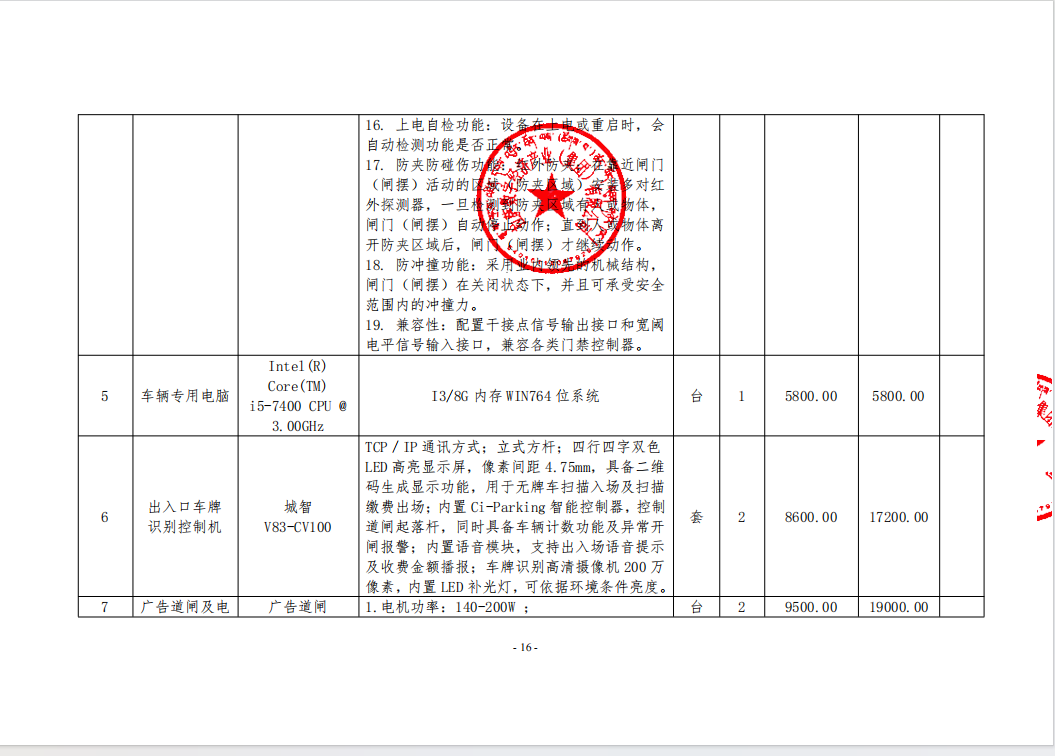 16. 上电自检功能：设备在上电或重启时，会
自动检测功能是否正常。
17. 防夹防碰伤功能：红外防夹，在靠近闸门
（闸摆）活动的区域（防夹区域）安装多对红
外探测器，一旦检测到防夹区域有人或物体，
闸门（闸摆）自动停止动作；直到人或物体离
开防夹区域后，闸门（闸摆）才继续动作。
18. 防冲撞功能：采用业内领先的机械结构，
闸门（闸摆）在关闭状态下，并且可承受安全
范围内的冲撞力。
19. 兼容性：配置干接点信号输出接口和宽阈
电平信号输入接口，兼容各类门禁控制器。
5
车辆专用电脑
Intel(R)
Core(TM)
i5-7400 CPU @
3.00GHz
I3/8G 内存 WIN764 位系统
台
1
5800.00
5800.00
6
出入口车牌
识别控制机
城智
V83-CV100
TCP／IP 通讯方式；立式方杆；四行四字双色
LED 高亮显示屏，像素间距 4.75mm，具备二维
码生成显示功能，用于无牌车扫描入场及扫描
缴费出场；内置 Ci-Parking 智能控制器，控制
道闸起落杆，同时具备车辆计数功能及异常开
闸报警；内置语音模块，支持出入场语音提示
及收费金额播报；车牌识别高清摄像机 200 万
像素，内置 LED 补光灯，可依据环境条件亮度。
套
2
8600.00
17200.00
7
广告道闸及电
广告道闸
1.电机功率：140-200W ；
台
2
9500.00
19000.00
- 16 -